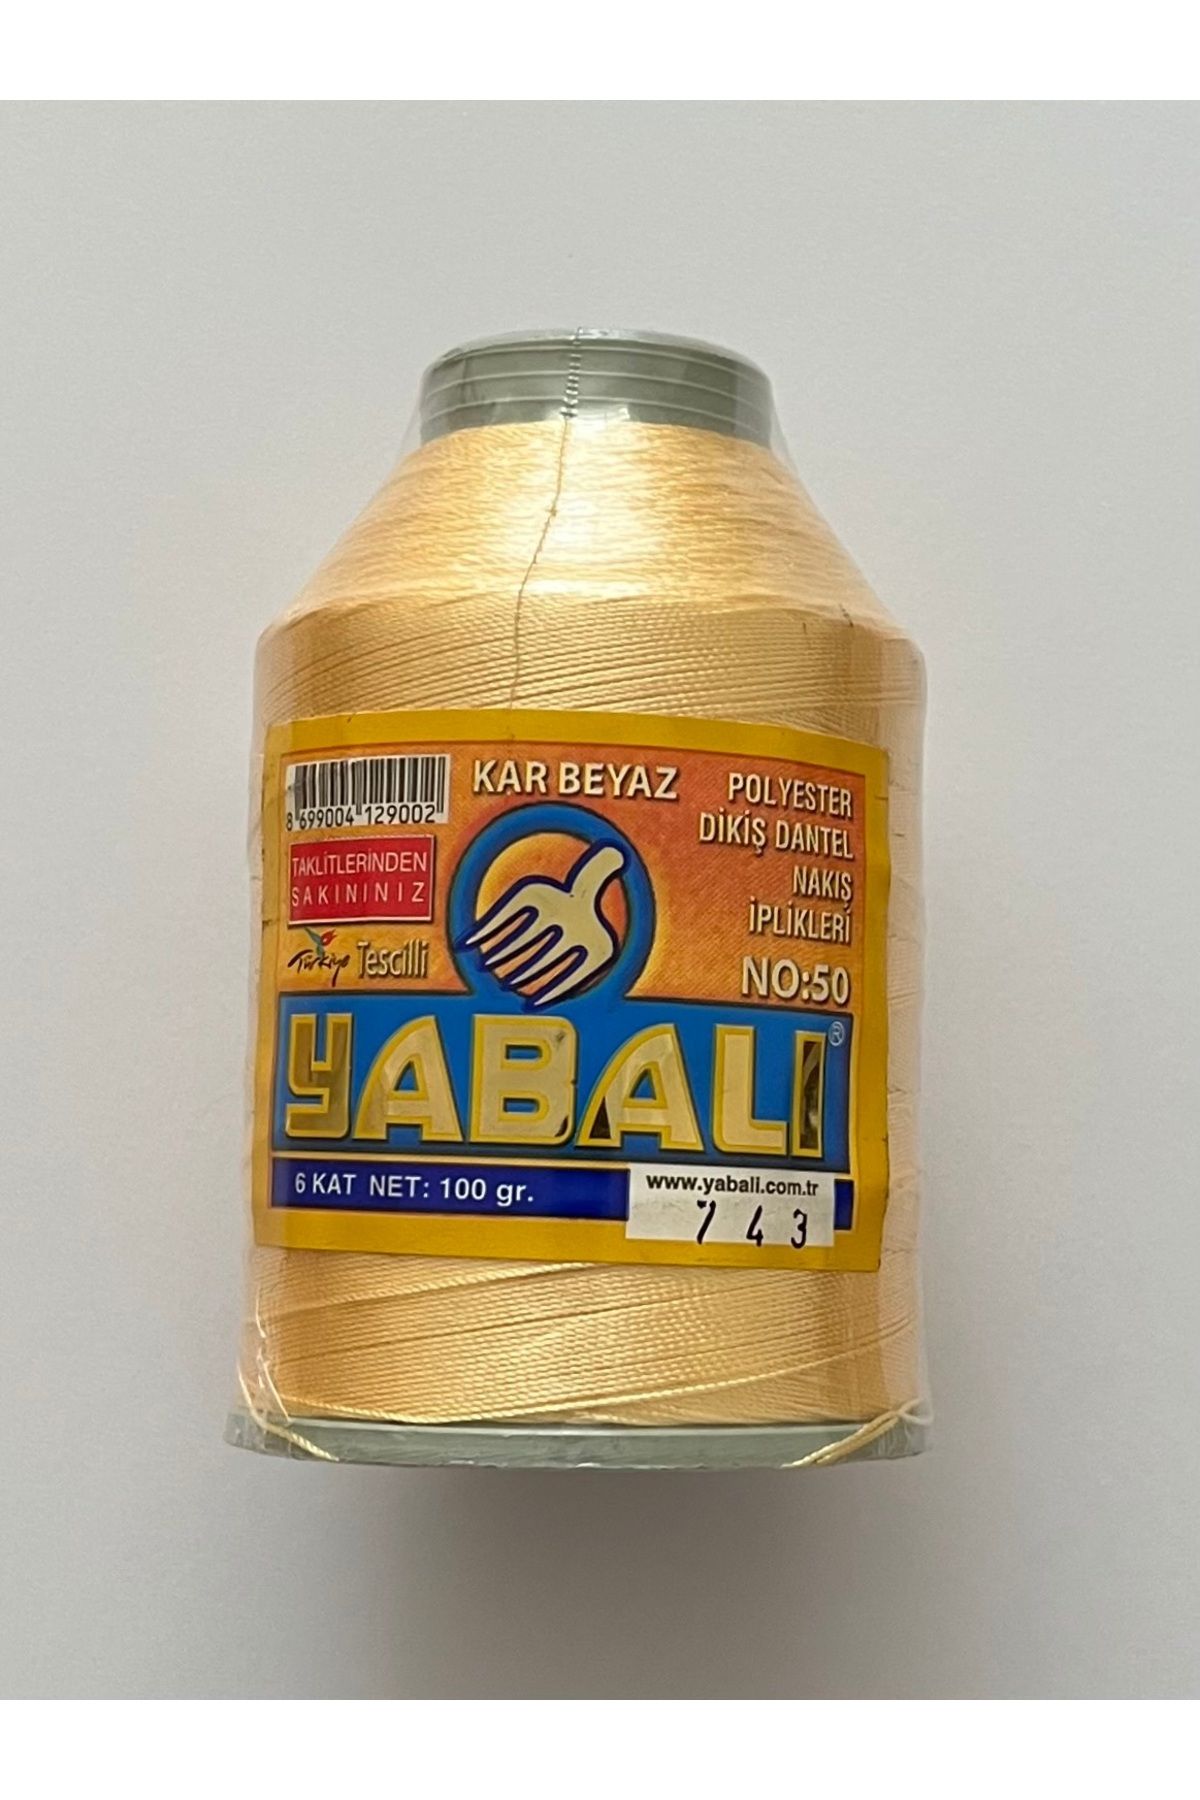 8 699004 129002
TAKLİTLERİNDEN
SAKININIZ
Türkiye Tescilli
KAR BEYAZ
POLYESTER
DİKİŞ DANTEL
NAKIŞ
İPLİKLERİ
NO:50
YABALI®
6 KAT NET: 100 gr.
www.yabali.com.tr
743